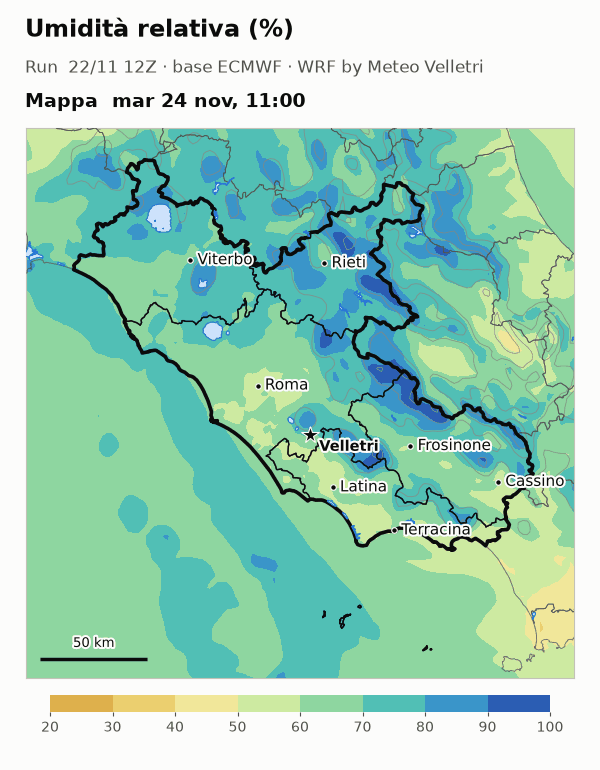 Umidità relativa (%)
Run  22/11 12Z · base ECMWF · WRF by Meteo Velletri
Mappa  mar 24 nov, 11:00
Viterbo
Rieti
Roma
Velletri
Frosinone
Cassino
Latina
Terracina
50 km
20 30 40 50 60 70 80 90 100